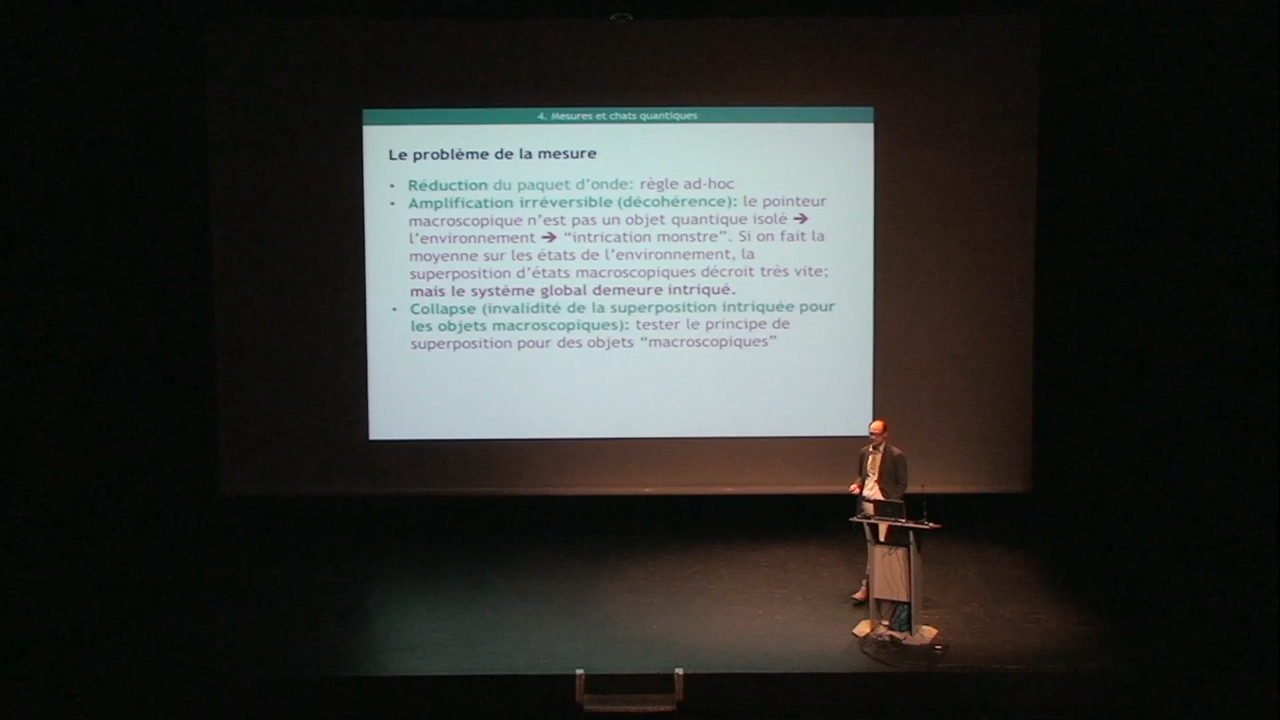 4. Mesures et chats quantiques
Le problème de la mesure
• Réduction du paquet d’onde: règle ad-hoc
• Amplification irréversible (décohérence): le pointeur
macroscopique n’est pas un objet quantique isolé ➔
l’environnement ➔ “intrication monstre”. Si on fait la
moyenne sur les états de l’environnement, la
superposition d’états macroscopiques décroit très vite;
mais le système global demeure intriqué.
• Collapse (invalidité de la superposition intriquée pour
les objets macroscopiques): tester le principe de
superposition pour des objets “macroscopiques”